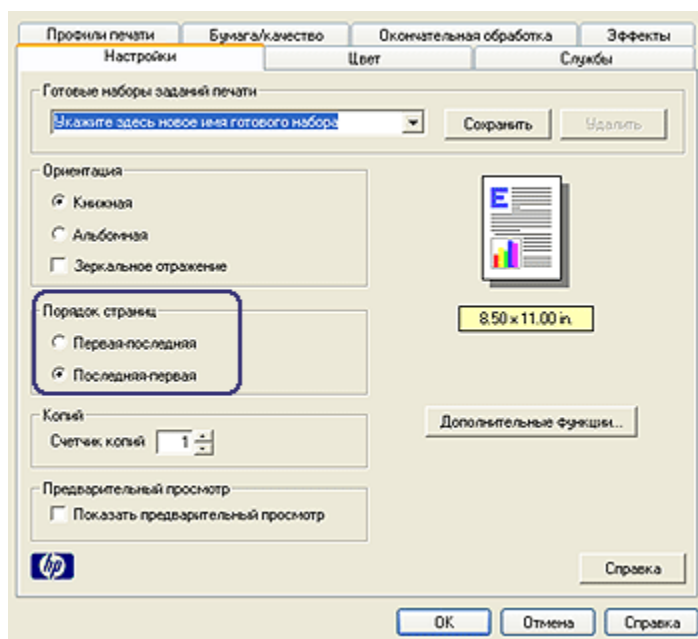 Профили печати Бумага/качество Окончательная обработка Эффекты
Настройки Цвет Службы
Готовые наборы заданий печати
Укажите здесь новое имя готового набора Сохранить Удалить
Ориентация
Книжная
Альбомная
Зеркальное отражение
E
Порядок страниц
Первая-последняя
Последняя-первая
8.50 x 11.00 in.
Копий
Счетчик копий 1
Дополнительные функции...
Предварительный просмотр
Показать предварительный просмотр
hp
Справка
OK Отмена Справка